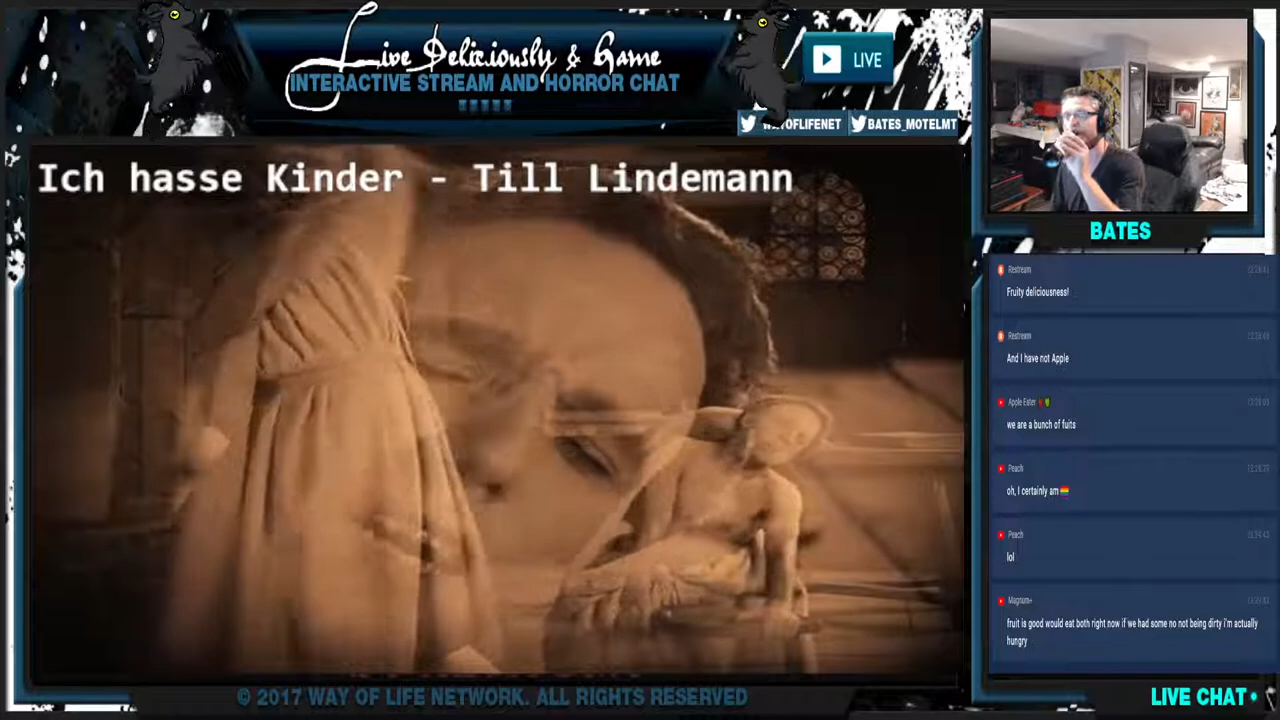 Live Deliciously & Game
INTERACTIVE STREAM AND HORROR CHAT
LIVE
BATES_MOTELMT
Ich hasse Kinder - Till Lindemann
BATES
Restream
Fruity deliciousness!
Restream
And I have not Apple
Apple Eater
we are a bunch of fuits
Peach
oh, I certainly am
Peach
lol
Magnum+
fruit is good would eat both right now if we had some no not being dirty i'm actually
hungry
© 2017 WAY OF LIFE NETWORK. ALL RIGHTS RESERVED
LIVE CHAT